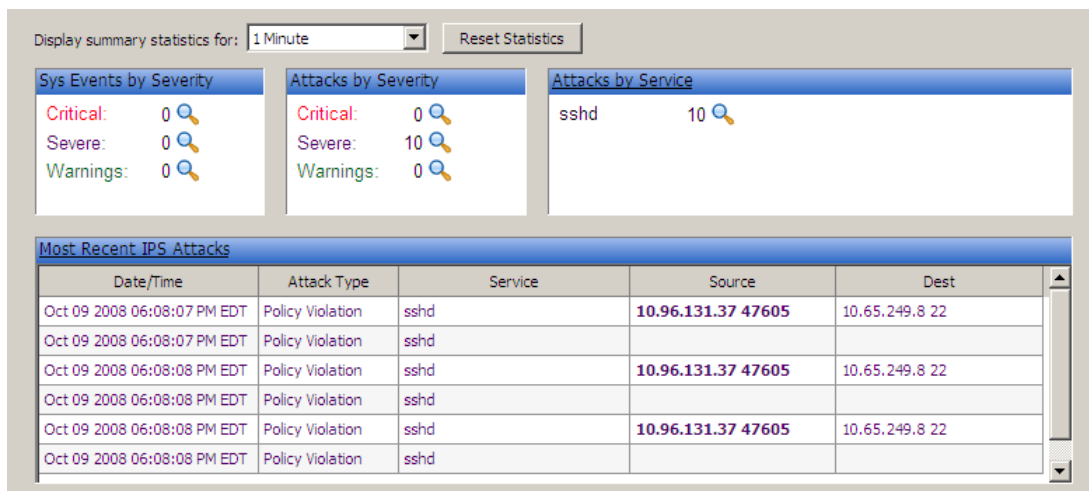 Display summary statistics for: 1 Minute Reset Statistics
Sys Events by Severity
Critical: 0
Severe: 0
Warnings: 0
Attacks by Severity
Critical: 0
Severe: 10
Warnings: 0
Attacks by Service
sshd 10
Most Recent IPS Attacks
Date/Time Attack Type Service Source Dest
Oct 09 2008 06:08:07 PM EDT Policy Violation sshd 10.96.131.37 47605 10.65.249.8 22
Oct 09 2008 06:08:07 PM EDT Policy Violation sshd
Oct 09 2008 06:08:08 PM EDT Policy Violation sshd 10.96.131.37 47605 10.65.249.8 22
Oct 09 2008 06:08:08 PM EDT Policy Violation sshd
Oct 09 2008 06:08:08 PM EDT Policy Violation sshd 10.96.131.37 47605 10.65.249.8 22
Oct 09 2008 06:08:08 PM EDT Policy Violation sshd